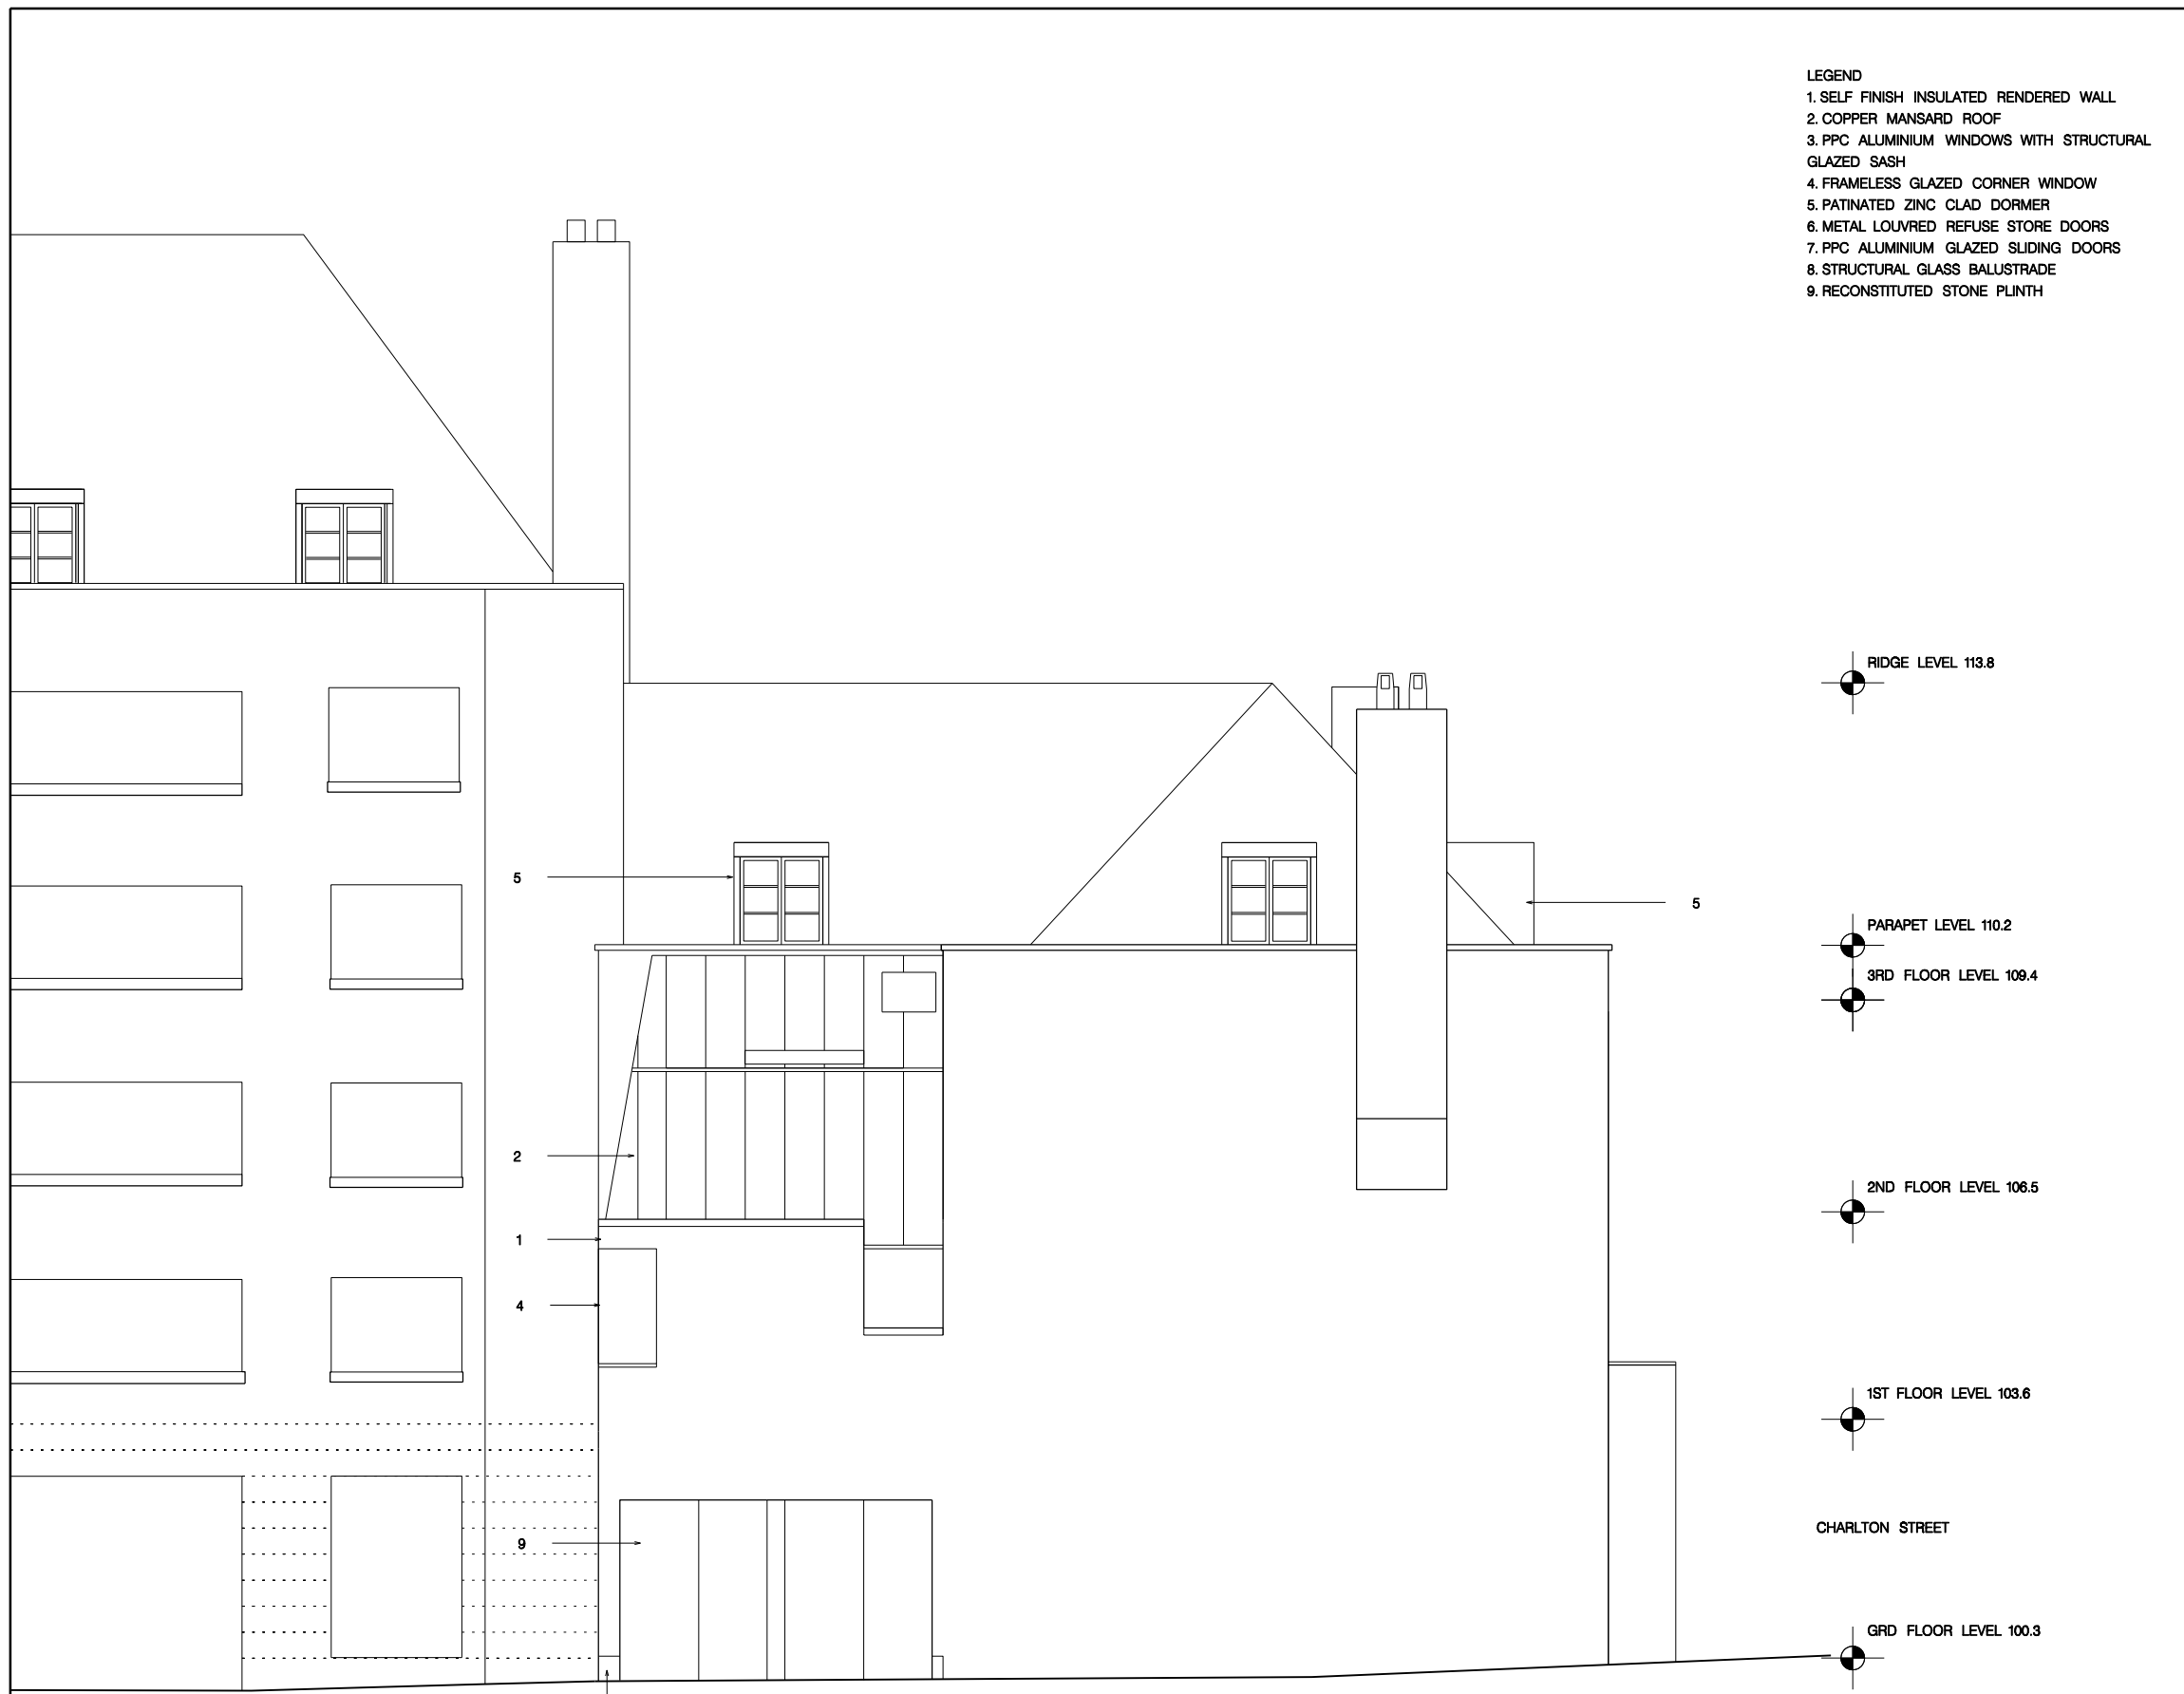 LEGEND
1. SELF FINISH INSULATED RENDERED WALL
2. COPPER MANSARD ROOF
3. PPC ALUMINIUM WINDOWS WITH STRUCTURAL
GLAZED SASH
4. FRAMELESS GLAZED CORNER WINDOW
5. PATINATED ZINC CLAD DORMER
6. METAL LOUVRED REFUSE STORE DOORS
7. PPC ALUMINIUM GLAZED SLIDING DOORS
8. STRUCTURAL GLASS BALUSTRADE
9. RECONSTITUTED STONE PLINTH
RIDGE LEVEL 113.8
5
5
PARAPET LEVEL 110.2
3RD FLOOR LEVEL 109.4
2
2ND FLOOR LEVEL 106.5
1
4
1ST FLOOR LEVEL 103.6
CHARLTON STREET
9
GRD FLOOR LEVEL 100.3